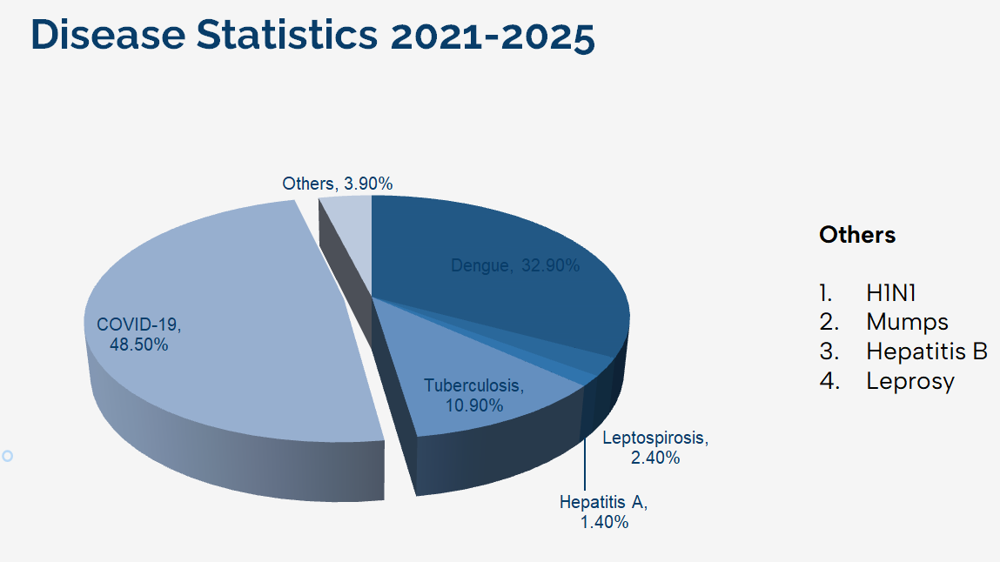 Disease Statistics 2021-2025
Others, 3.90%
Dengue, 32.90%
COVID-19,
48.50%
Tuberculosis,
10.90%
Leptospirosis,
2.40%
Hepatitis A,
1.40%
Others
1. H1N1
2. Mumps
3. Hepatitis B
4. Leprosy